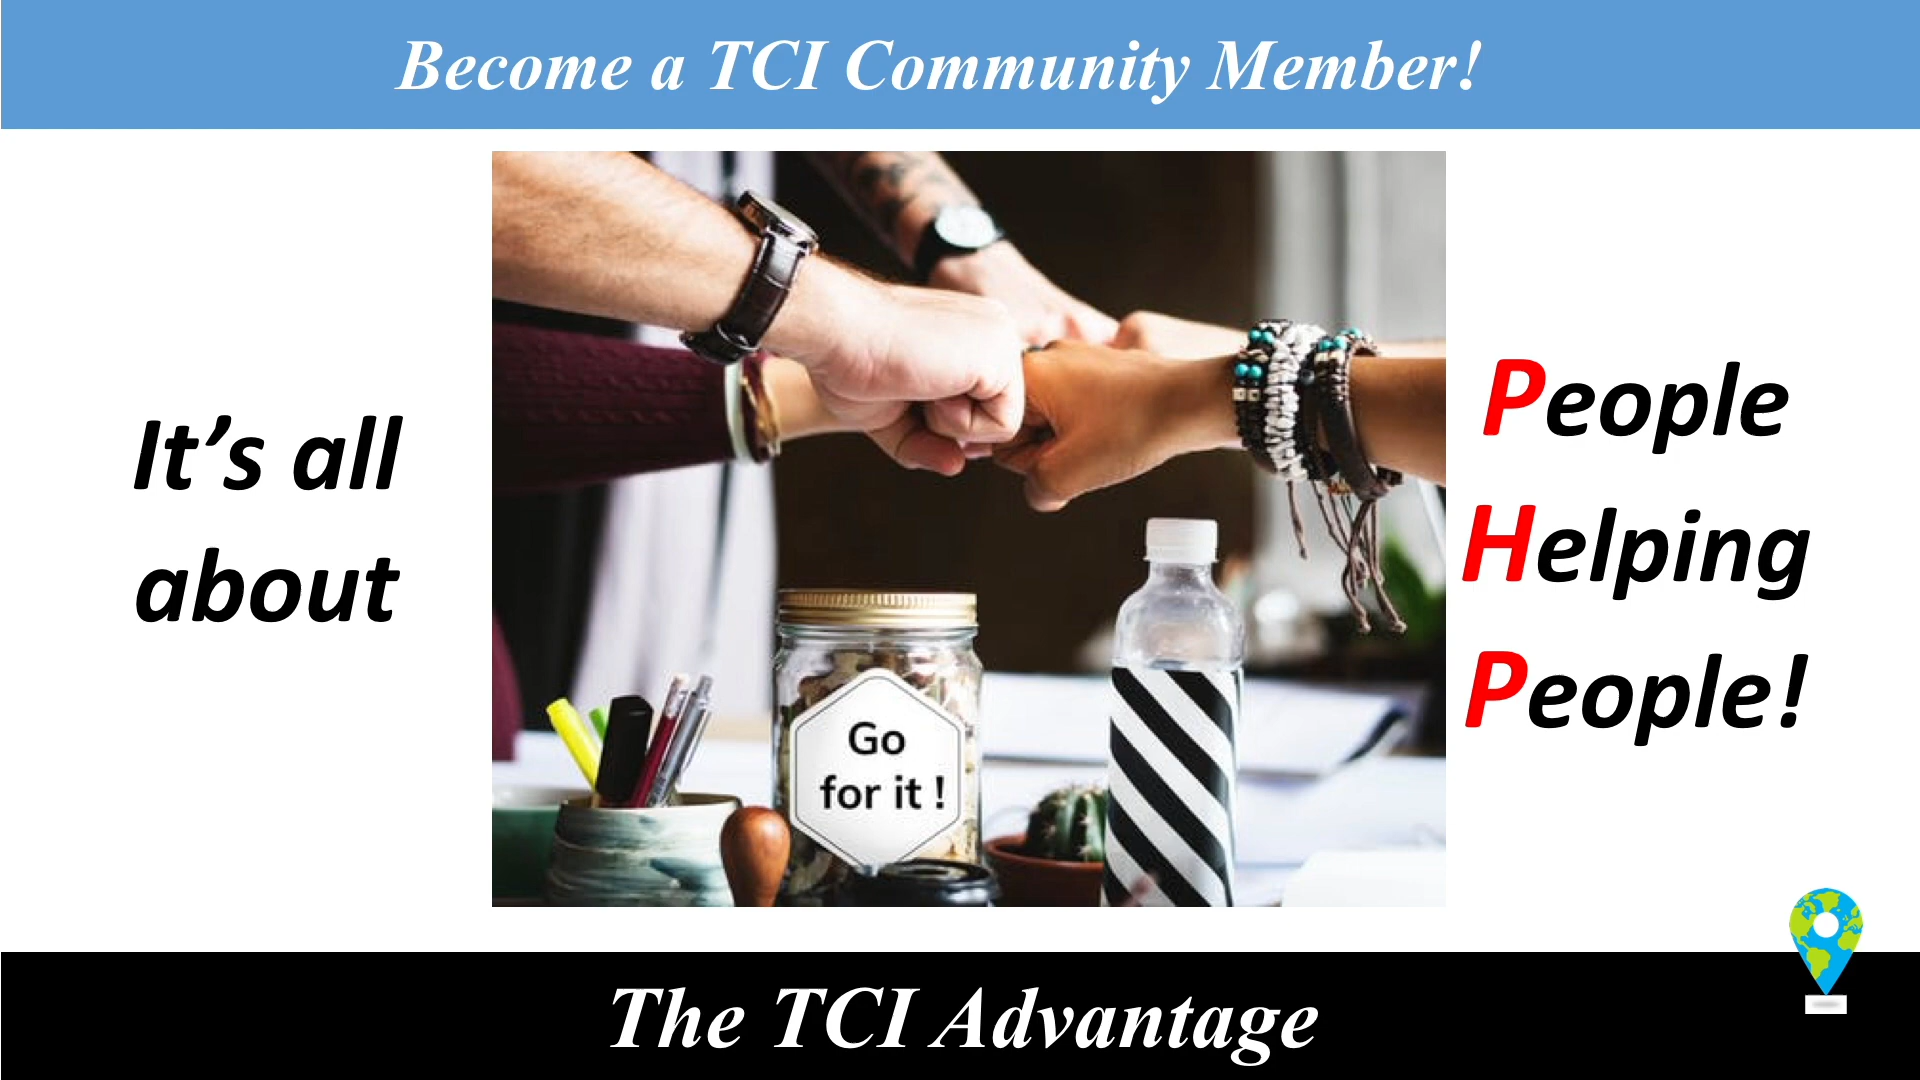 Become a TCI Community Member!
It’s all
about
People
Helping
People!
Go
for it !
The TCI Advantage